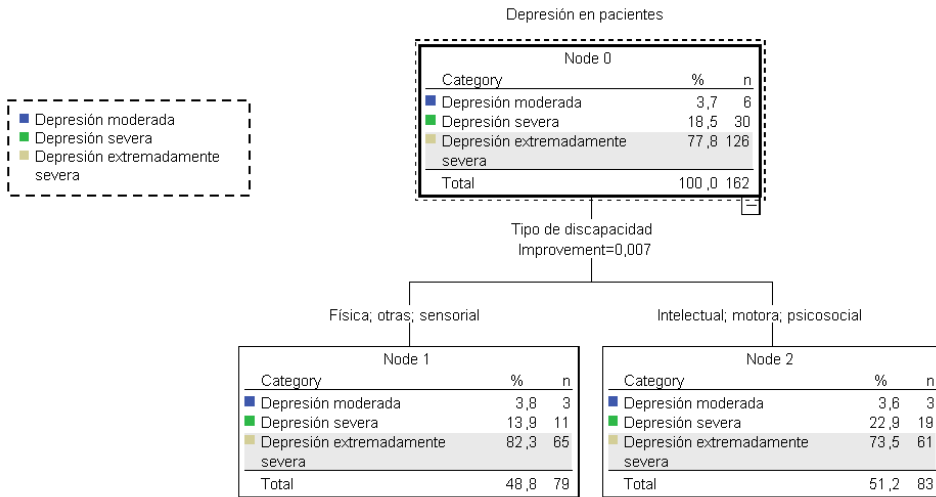 Depresión en pacientes
Depresión moderada
Depresión severa
Depresión extremadamente
severa
Node 0
Category % n
Depresión moderada 3,7 6
Depresión severa 18,5 30
Depresión extremadamente 77,8 126
severa
Total 100,0 162
Tipo de discapacidad
Improvement=0,007
Física; otras; sensorial
Intelectual; motora; psicosocial
Node 1
Category % n
Depresión moderada 3,8 3
Depresión severa 13,9 11
Depresión extremadamente 82,3 65
severa
Total 48,8 79
Node 2
Category % n
Depresión moderada 3,6 3
Depresión severa 22,9 19
Depresión extremadamente 73,5 61
severa
Total 51,2 83